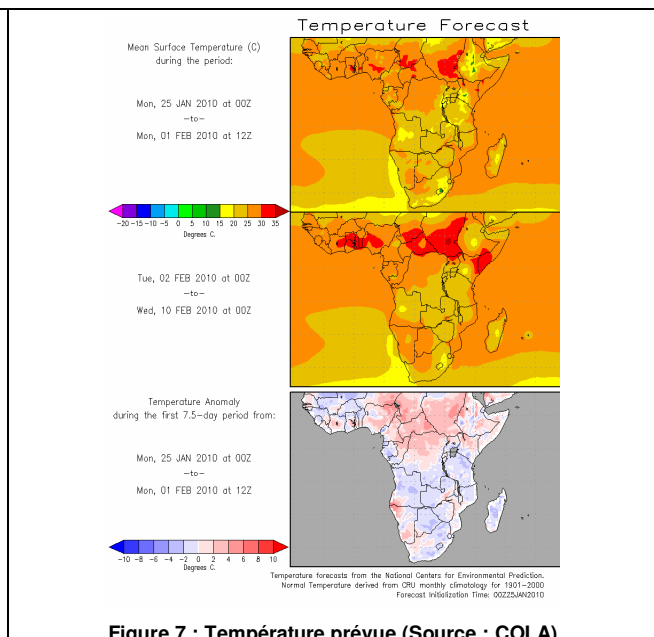 Temperature Forecast
Mean Surface Temperature (C)
during the period:
Mon, 25 JAN 2010 at 00Z
-to-
Mon, 01 FEB 2010 at 12Z
-20 -15 -10 -5 0 5 10 15 20 25 30 35
Degrees C.
Tue, 02 FEB 2010 at 00Z
-to-
Wed, 10 FEB 2010 at 00Z
Temperature Anomaly
during the first 7.5-day period from:
Mon, 25 JAN 2010 at 00Z
-to-
Mon, 01 FEB 2010 at 12Z
-10 -8 -6 -4 -2 0 2 4 6 8 10
Degrees C.
Temperature forecasts from the National Centers for Environmental Prediction.
Normal Temperature derived from CRU monthly climatology for 1901-2000
Forecast Initialization Time: 00Z25JAN2010
Figure 7 : Température prévue (Source : COLA)